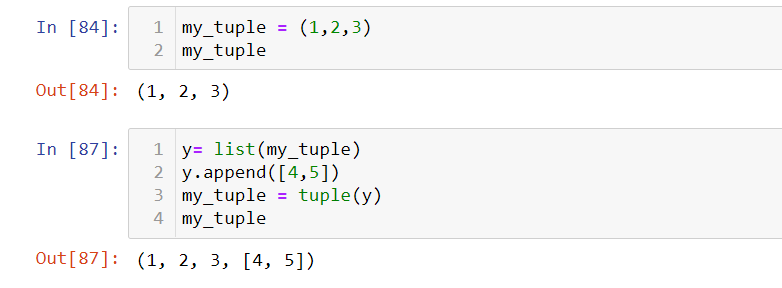 In [84]: 1 my_tuple = (1,2,3)
2 my_tuple
Out[84]: (1, 2, 3)
In [87]: 1 y= list(my_tuple)
2 y.append([4,5])
3 my_tuple = tuple(y)
4 my_tuple
Out[87]: (1, 2, 3, [4, 5])